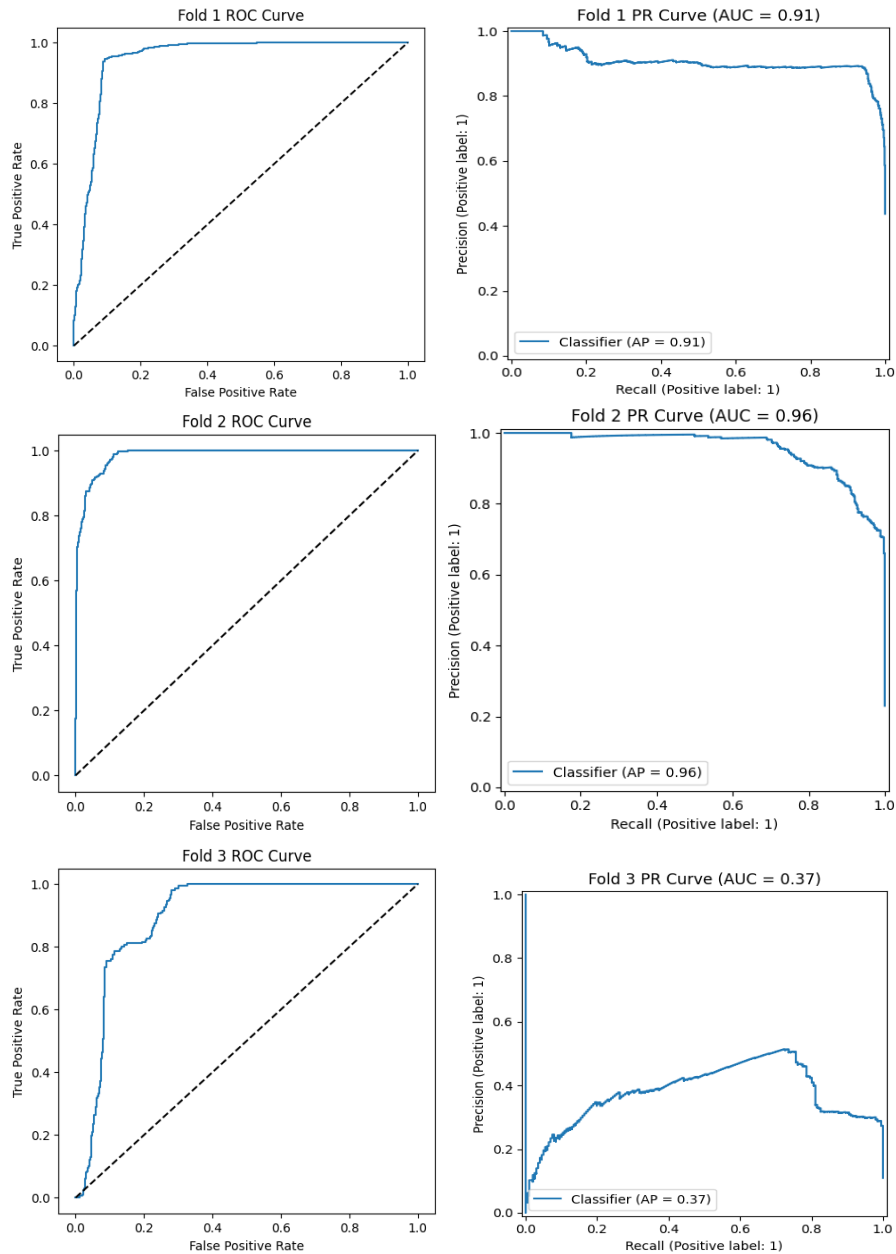 Fold 1 ROC Curve
1.0
0.8
0.6
0.4
0.2
0.0
True Positive Rate
0.0 0.2 0.4 0.6 0.8 1.0
False Positive Rate
Fold 1 PR Curve (AUC = 0.91)
1.0
0.8
0.6
0.4
0.2
0.0
Precision (Positive label: 1)
Classifier (AP = 0.91)
0.0 0.2 0.4 0.6 0.8 1.0
Recall (Positive label: 1)
Fold 2 ROC Curve
1.0
0.8
0.6
0.4
0.2
0.0
True Positive Rate
0.0 0.2 0.4 0.6 0.8 1.0
False Positive Rate
Fold 2 PR Curve (AUC = 0.96)
1.0
0.8
0.6
0.4
0.2
0.0
Precision (Positive label: 1)
Classifier (AP = 0.96)
0.0 0.2 0.4 0.6 0.8 1.0
Recall (Positive label: 1)
Fold 3 ROC Curve
1.0
0.8
0.6
0.4
0.2
0.0
True Positive Rate
0.0 0.2 0.4 0.6 0.8 1.0
False Positive Rate
Fold 3 PR Curve (AUC = 0.37)
1.0
0.8
0.6
0.4
0.2
0.0
Precision (Positive label: 1)
Classifier (AP = 0.37)
0.0 0.2 0.4 0.6 0.8 1.0
Recall (Positive label: 1)